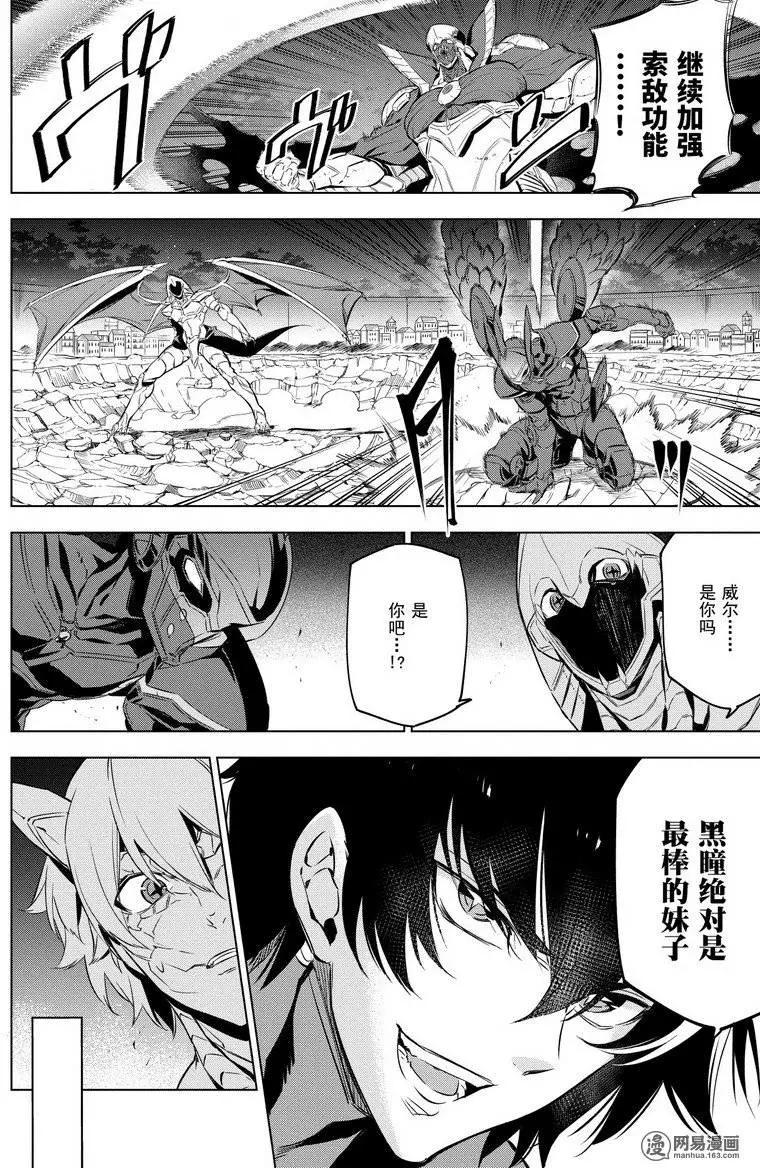 继续加强
索敌功能
……！
威尔……
是你吗
是
你吧
…!?
黑瞳绝对是
最棒的妹子
网易漫画
manhua.163.com